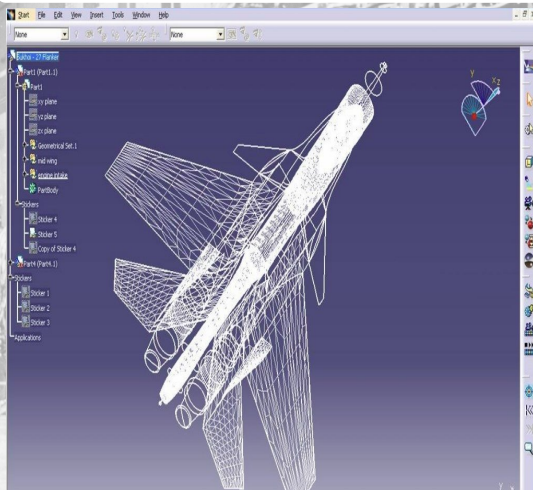 Start File Edit View Insert Tools Window Help
None None
Sukhoi - 27 Flanker
Part1 (Part1.1)
Part1
xy plane
yz plane
zx plane
Geometrical Set.1
mid wing
engine intake
PartBody
Stickers
Sticker 4
Sticker 5
Copy of Sticker 4
Part4 (Part4.1)
Stickers
Sticker 1
Sticker 2
Sticker 3
Applications
y x z
y x